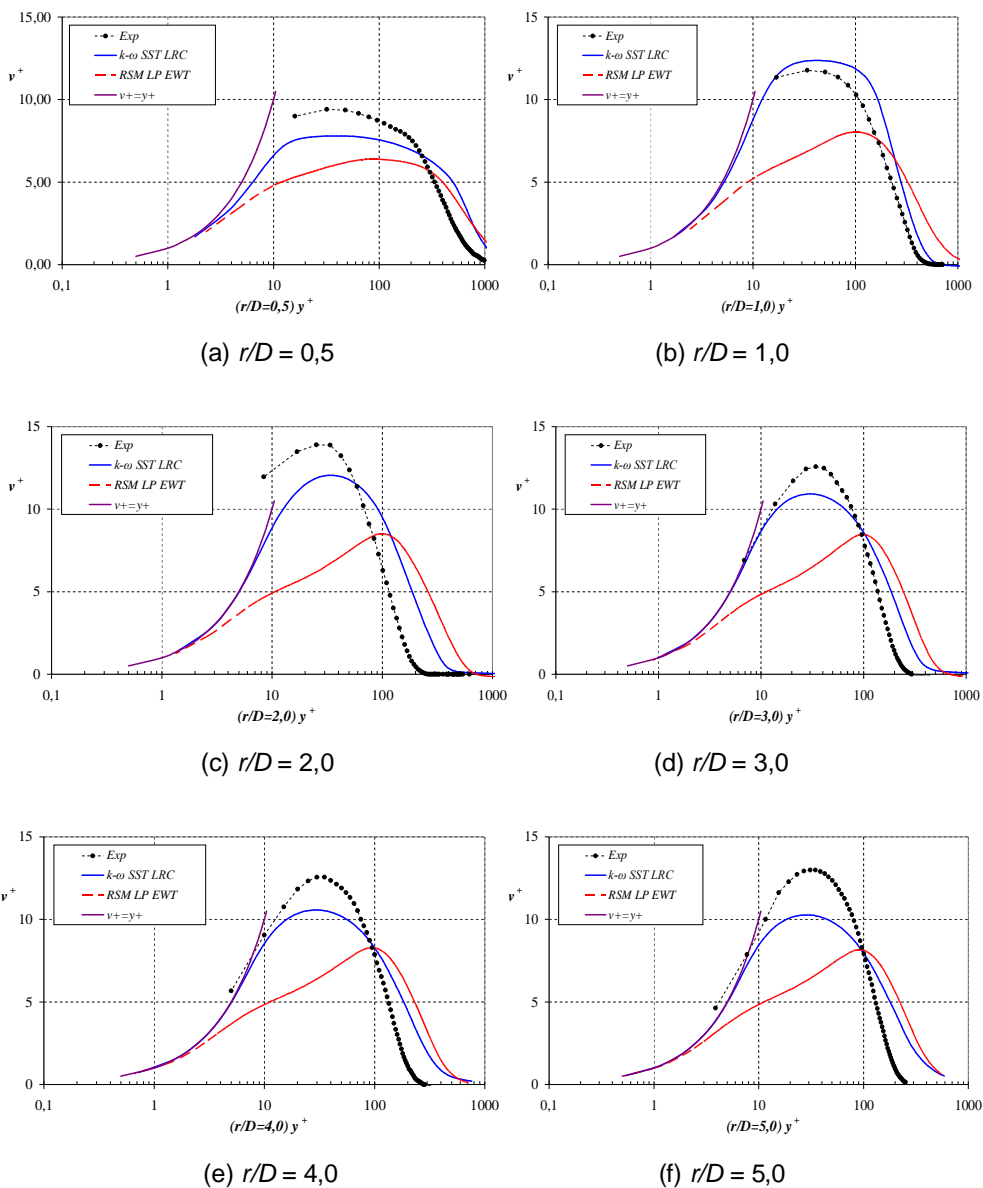 15,00
Exp
k-ω SST LRC
RSM LP EWT
v+=y+
v +
10,00
5,00
0,00
0,1 1 10 100 1000
(r/D=0,5) y +
(a) r/D = 0,5
15
Exp
k-ω SST LRC
RSM LP EWT
v+=y+
v +
10
5
0
0,1 1 10 100 1000
(r/D=1,0) y +
(b) r/D = 1,0
15
Exp
k-ω SST LRC
RSM LP EWT
v+=y+
v +
10
5
0
0,1 1 10 100 1000
(r/D=2,0) y +
(c) r/D = 2,0
15
Exp
k-ω SST LRC
RSM LP EWT
v+=y+
v +
10
5
0
0,1 1 10 100 1000
(r/D=3,0) y +
(d) r/D = 3,0
15
Exp
k-ω SST LRC
RSM LP EWT
v+=y+
v +
10
5
0
0,1 1 10 100 1000
(r/D=4,0) y +
(e) r/D = 4,0
15
Exp
k-ω SST LRC
RSM LP EWT
v+=y+
v +
10
5
0
0,1 1 10 100 1000
(r/D=5,0) y +
(f) r/D = 5,0